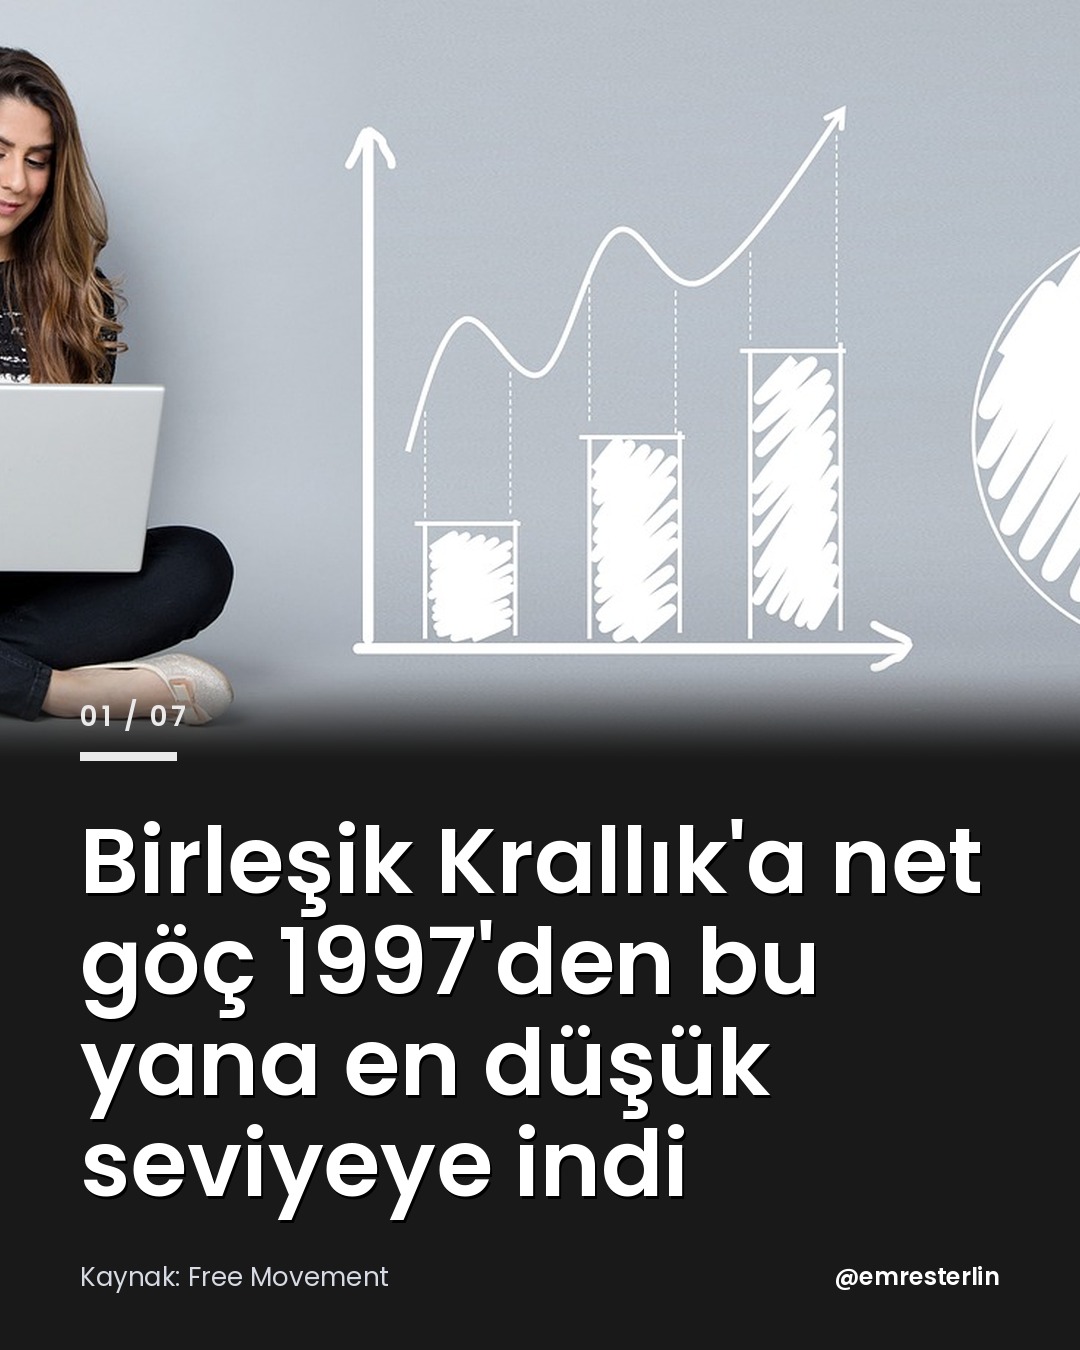 01 / 07
Birleşik Krallık'a net
göç 1997'den bu
yana en düşük
seviyeye indi
Kaynak: Free Movement
@emresterlin